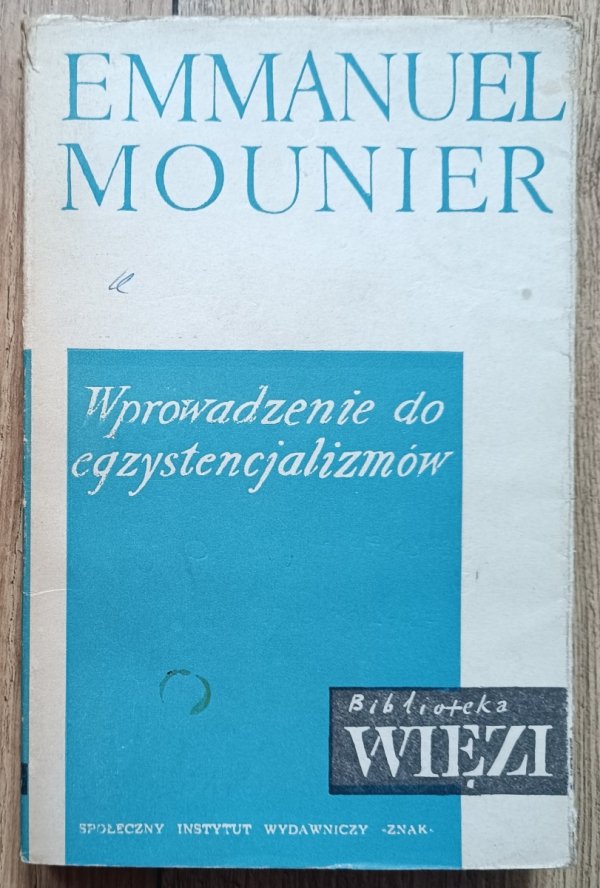 EMMANUEL
MOUNIER
Wprowadzenie do
egzystencjalizmów
Biblioteka
WIĘZI
SPOŁECZNY INSTYTUT WYDAWNICZY «ZNAK»